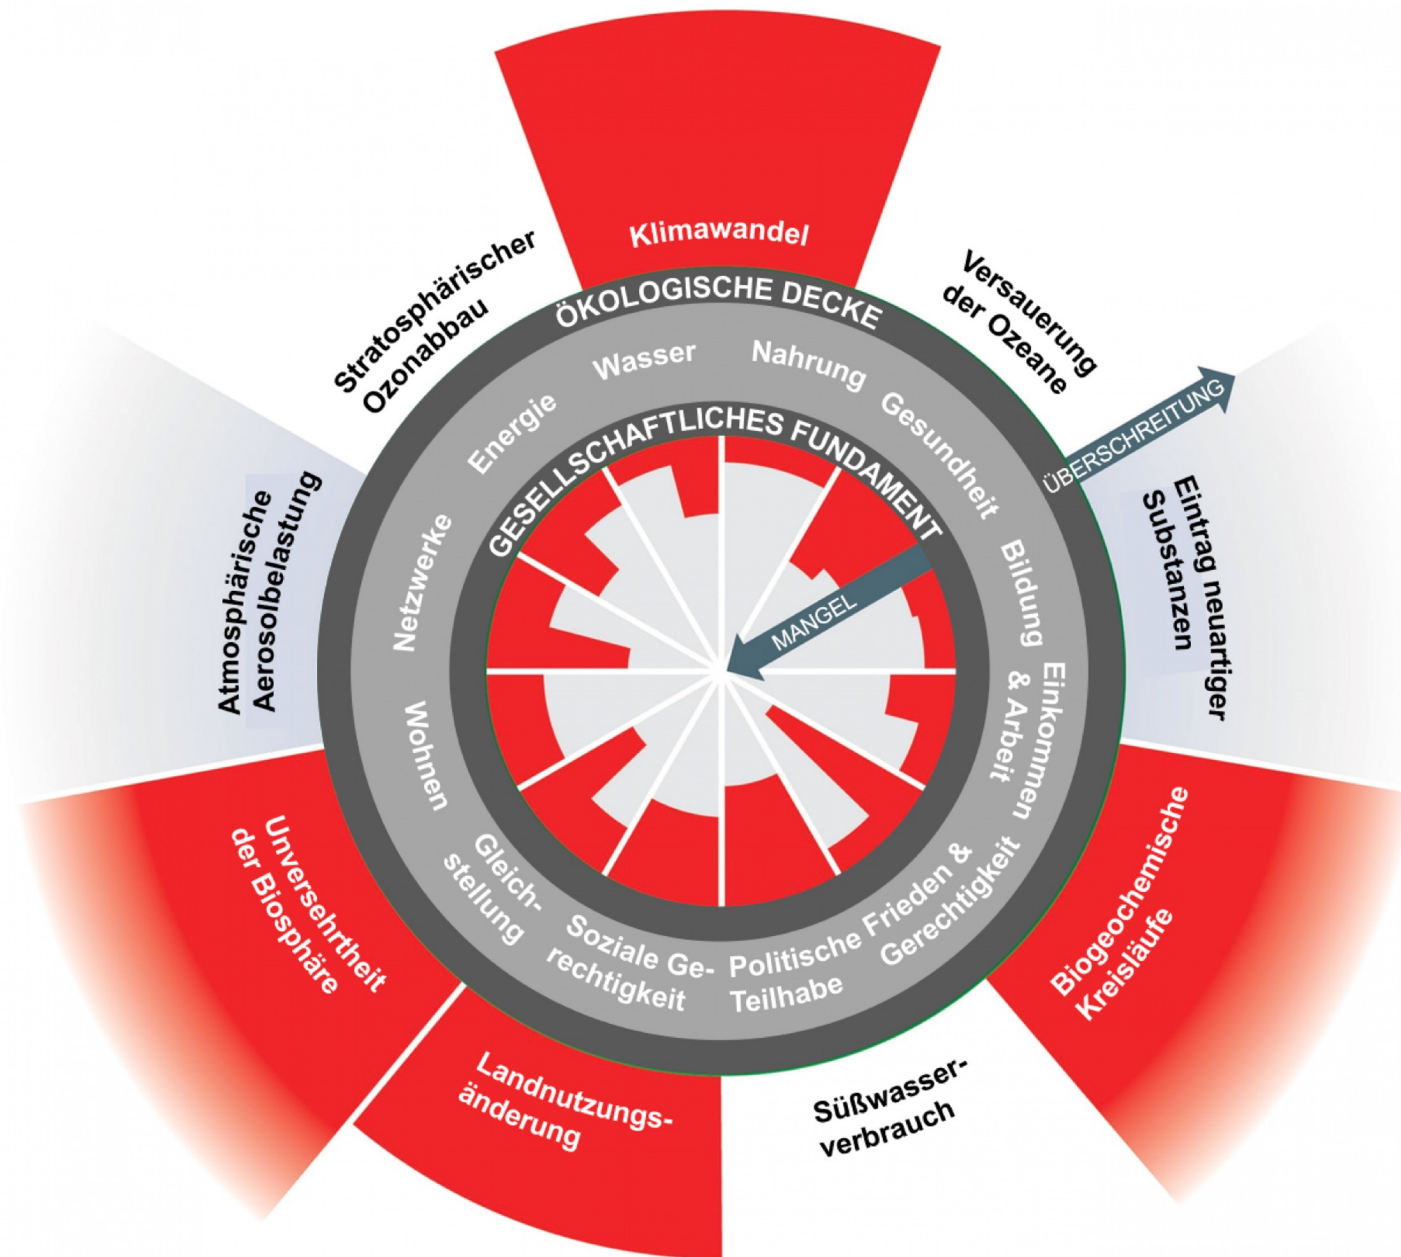 Klimawandel
ÖKOLOGISCHE DECKE
Stratosphärischer
Ozonabbau
Versauerung
der Ozeane
Wasser
Nahrung
Energie
Gesundheit
GESELLSCHAFTLICHES FUNDAMENT
ÜBERSCHREITUNG
MANGEL
Atmosphärische
Aerosolbelastung
Netzwerke
Bildung
Eintrag neuartiger
Substanzen
Wohnen
Einkommen
& Arbeit
Unversehrtheit
der Biosphäre
Gleich-
stellung
Soziale Ge-
rechtigkeit
Politische
Teilhabe
Frieden &
Gerechtigkeit
Biogeochemische
Kreisläufe
Landnutzungs-
änderung
Süßwasser-
verbrauch